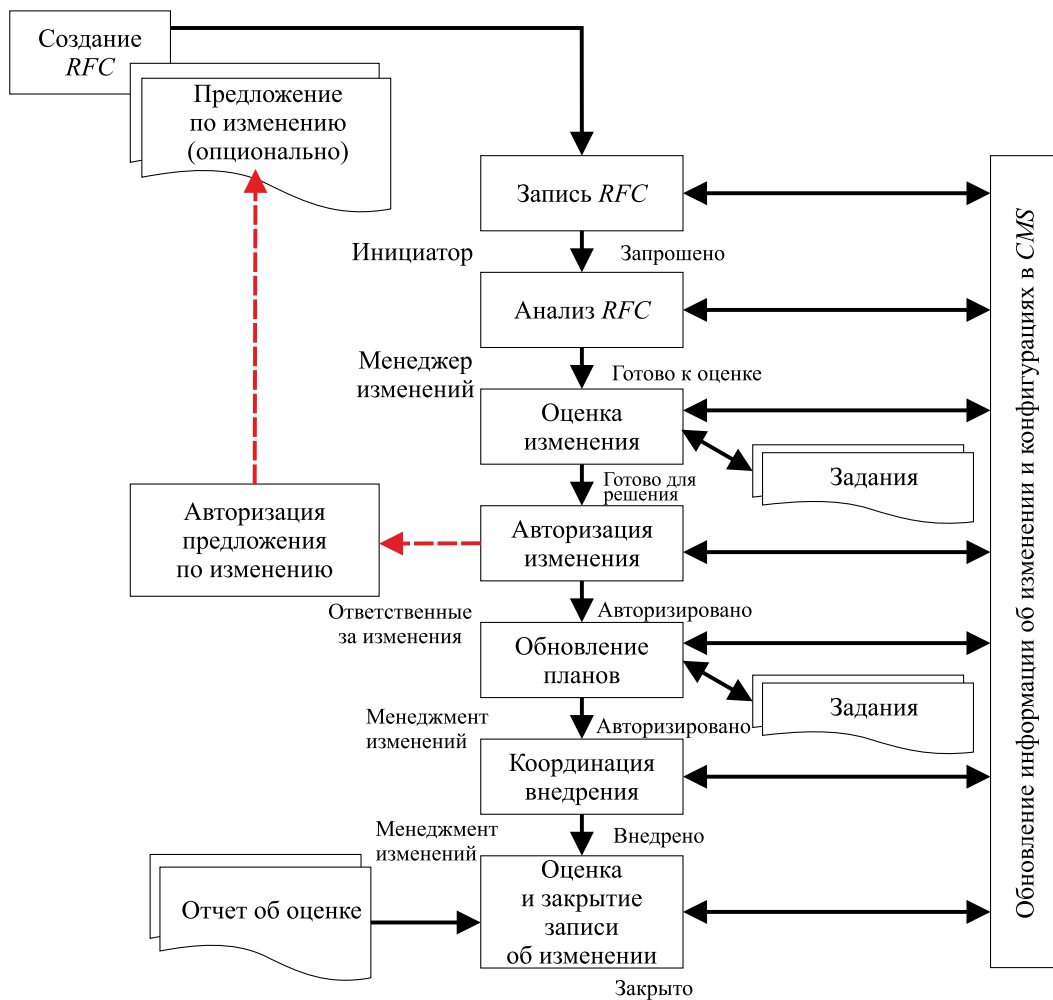 Создание
RFC
Предложение
по изменению
(опционально)
Запись RFC
Инициатор
Запрошено
Анализ RFC
Менеджер
изменений
Готово к оценке
Оценка
изменения
Задания
Готово для
решения
Авторизация
предложения
по изменению
Авторизация
изменения
Ответственные
за изменения
Авторизировано
Обновление
планов
Задания
Менеджмент
изменений
Авторизировано
Координация
внедрения
Менеджмент
изменений
Внедрено
Отчет об оценке
Оценка
и закрытие
записи
об изменении
Закрыто
Обновление информации об изменении и конфигурациях в CMS